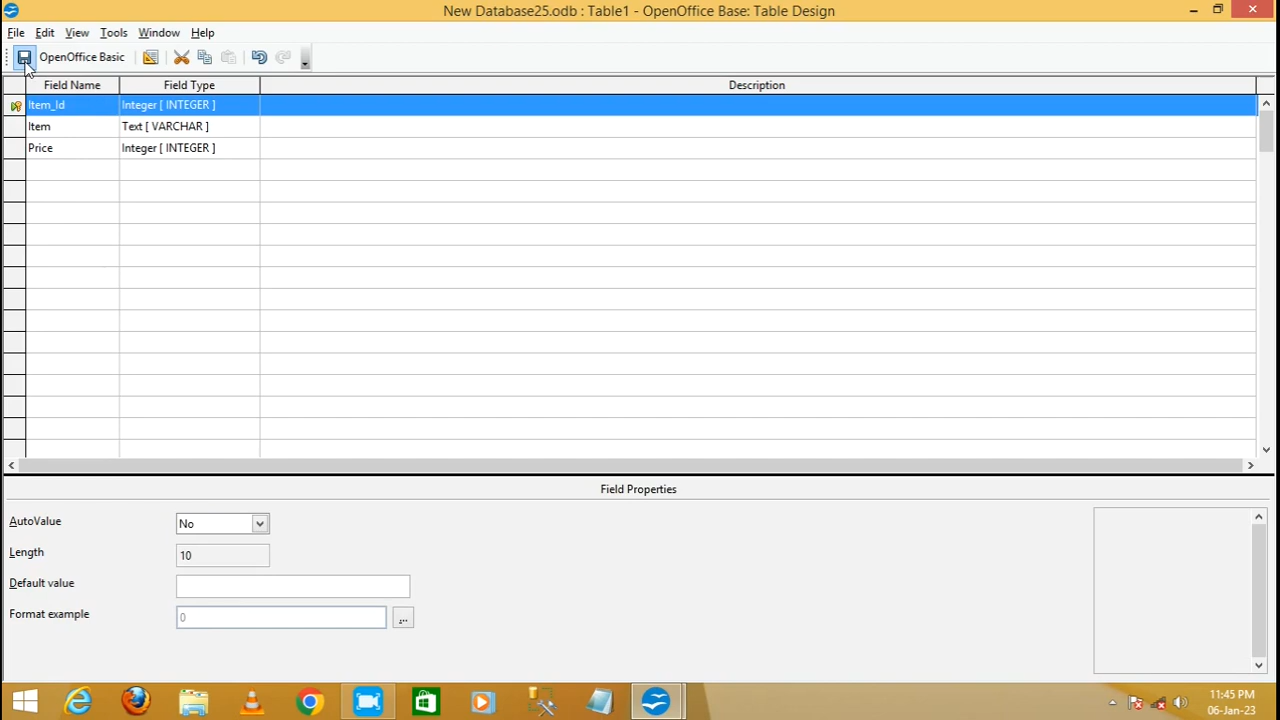 New Database25.odb : Table1 - OpenOffice Base: Table Design
File Edit View Tools Window Help
OpenOffice Basic
Field Name Field Type Description
Item_Id Integer [ INTEGER ]
Item Text [ VARCHAR ]
Price Integer [ INTEGER ]
Field Properties
AutoValue No
Length 10
Default value
Format example 0 ...
11:45 PM
06-Jan-23